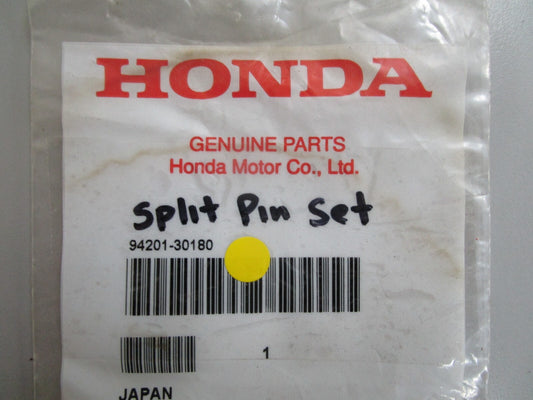 HONDA
GENUINE PARTS
Honda Motor Co., Ltd.
Split Pin Set
94201-30180
1
JAPAN